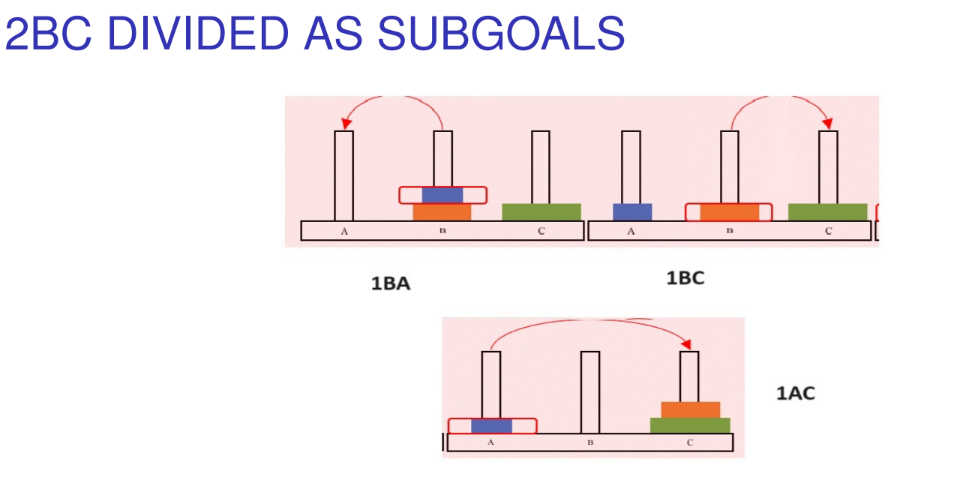 2BC DIVIDED AS SUBGOALS
A B C A B C
1BA 1BC
A B C
1AC